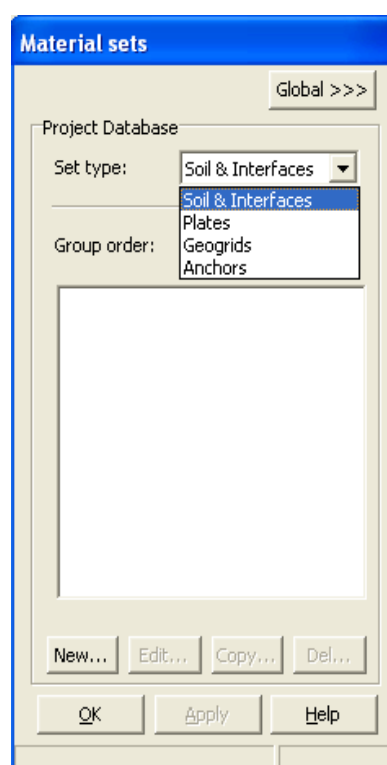 Material sets
Global >>>
Project Database
Set type: Soil & Interfaces
Soil & Interfaces
Plates
Group order: Geogrids
Anchors
New... Edit... Copy... Del...
OK Apply Help